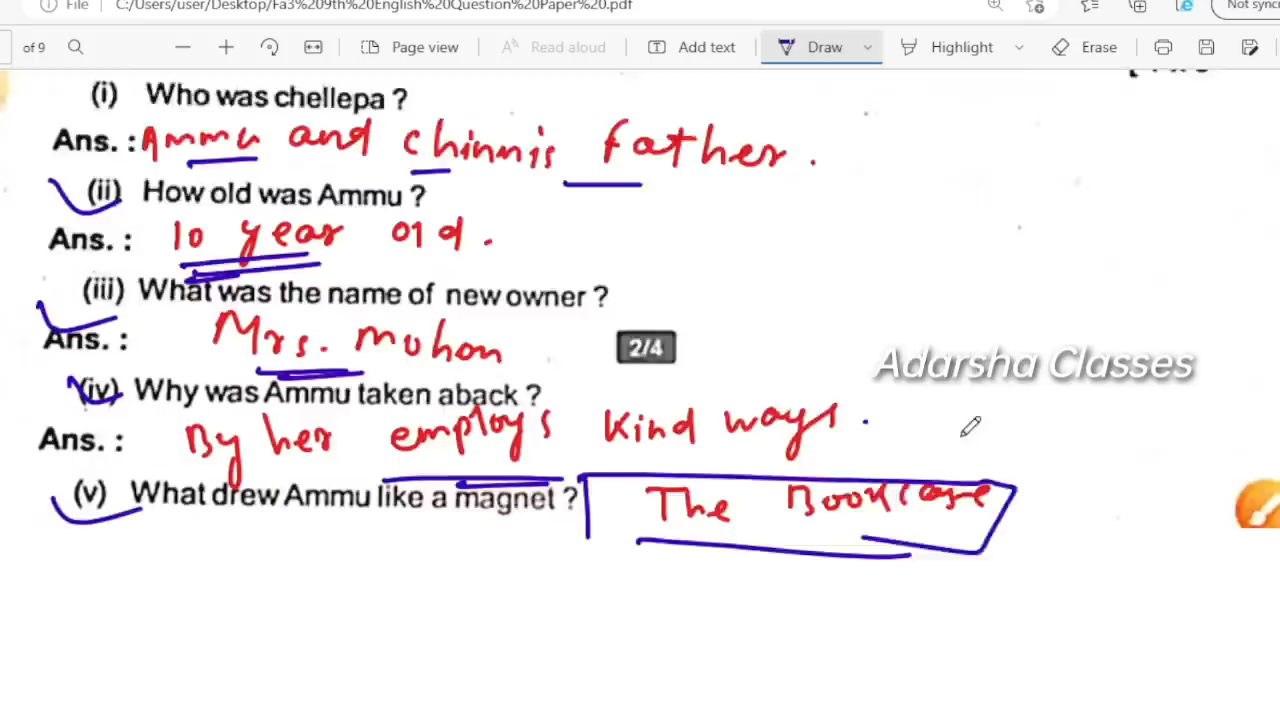 File C:/Users/user/Desktop/Fa3%209th%20English%20Question%20Paper%20.pdf Not sync
of 9 Page view Read aloud Add text Draw Highlight Erase
(i) Who was chellepa ?
Ans. : Ammu and chinnis father.
(ii) How old was Ammu ?
Ans. : 10 year old.
(iii) What was the name of new owner ?
Ans. : Mrs. Mohon
2/4
Adarsha Classes
(iv) Why was Ammu taken aback ?
Ans. : By her employs kind ways.
(v) What drew Ammu like a magnet ? The Bookcase